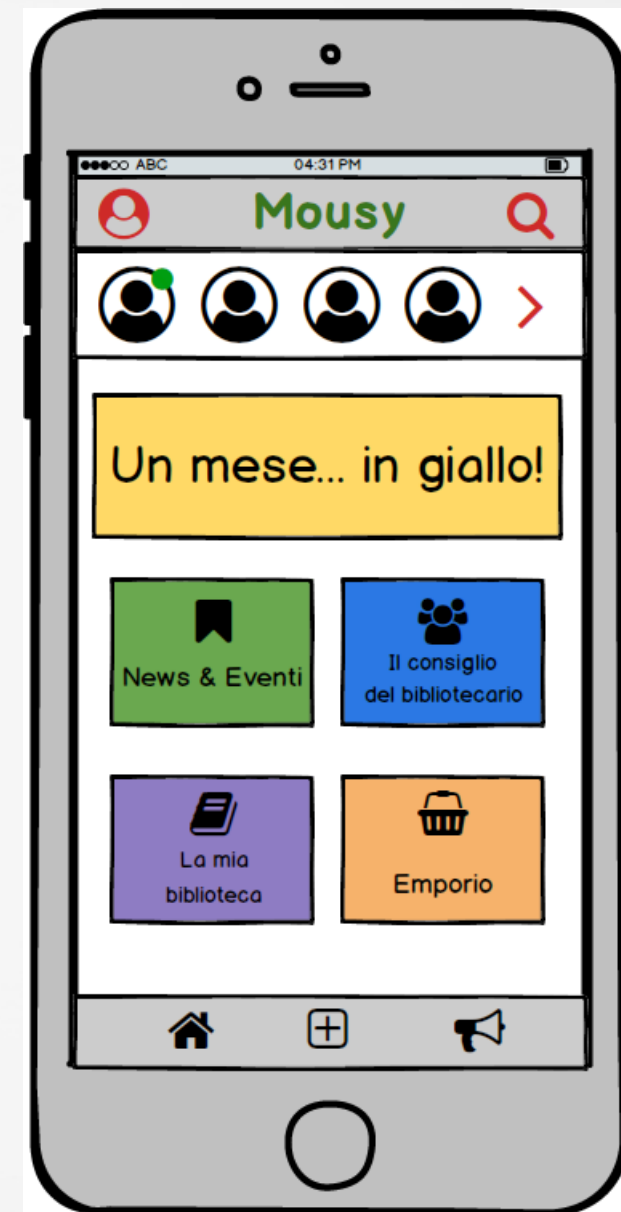 ABC 04:31 PM
Mousy
Un mese... in giallo!
News & Eventi
Il consiglio
del bibliotecario
La mia
biblioteca
Emporio